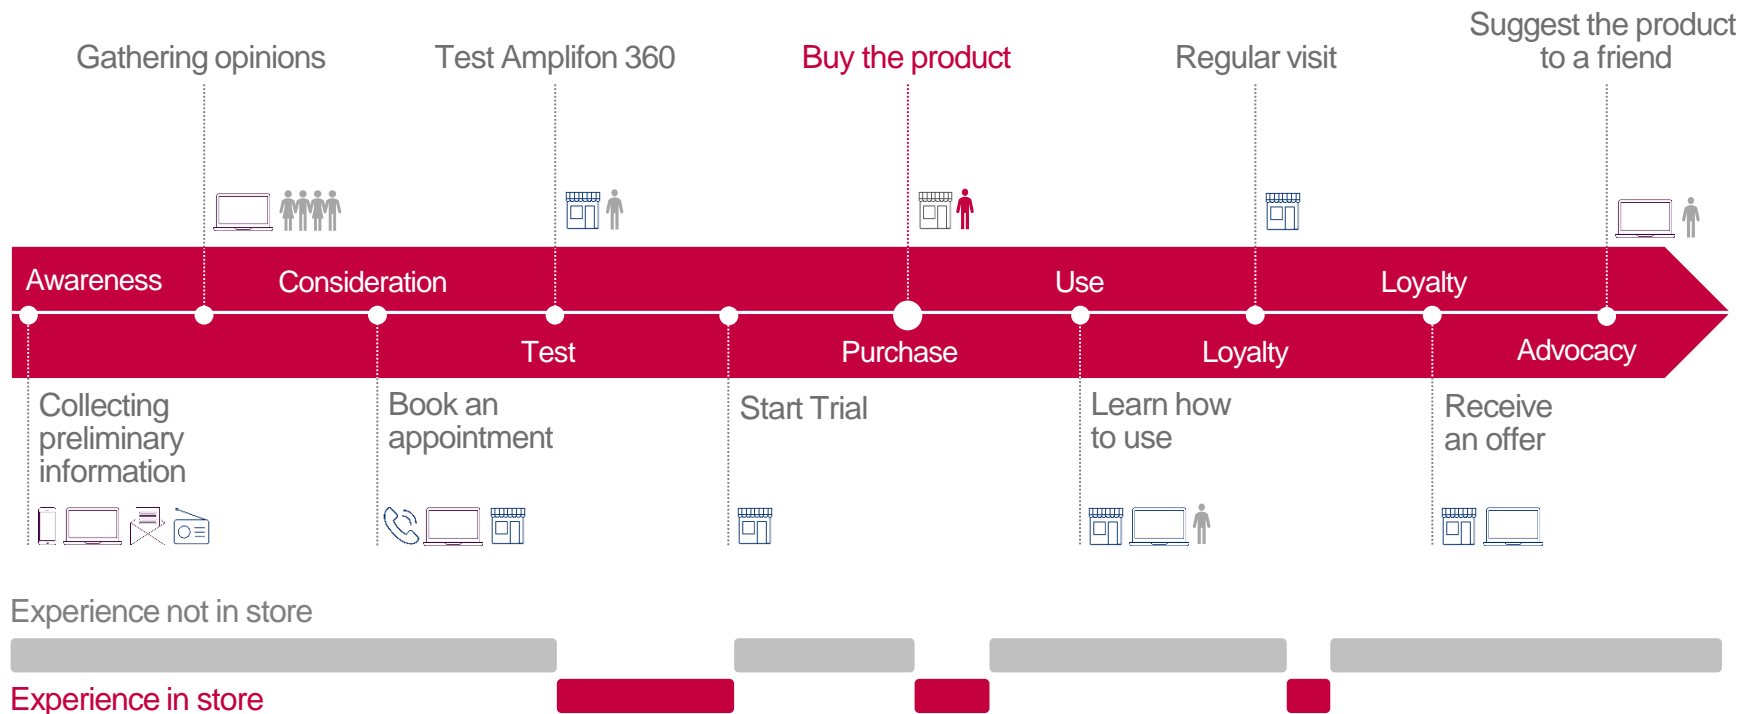 Suggest the product
to a friend
Gathering opinions
Test Amplifon 360
Buy the product
Regular visit
Awareness
Consideration
Use
Loyalty
Test
Purchase
Loyalty
Advocacy
Collecting
preliminary
information
Book an
appointment
Start Trial
Learn how
to use
Receive
an offer
Experience not in store
Experience in store